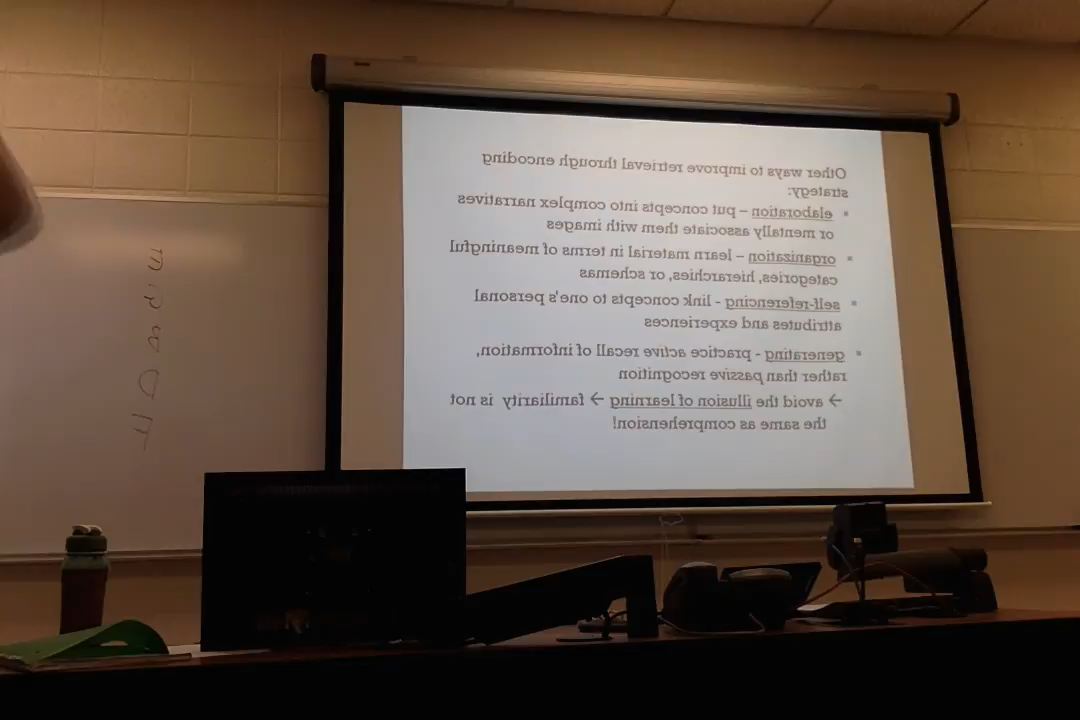 Other ways to improve retrieval through encoding
strategy:
▪ elaboration – put concepts into complex narratives
or mentally associate them with images
▪ organization – learn material in terms of meaningful
categories, hierarchies, or schemas
▪ self-referencing - link concepts to one's personal
attributes and experiences
▪ generating - practice active recall of information,
rather than passive recognition
→ avoid the illusion of learning → familiarity is not
the same as comprehension!